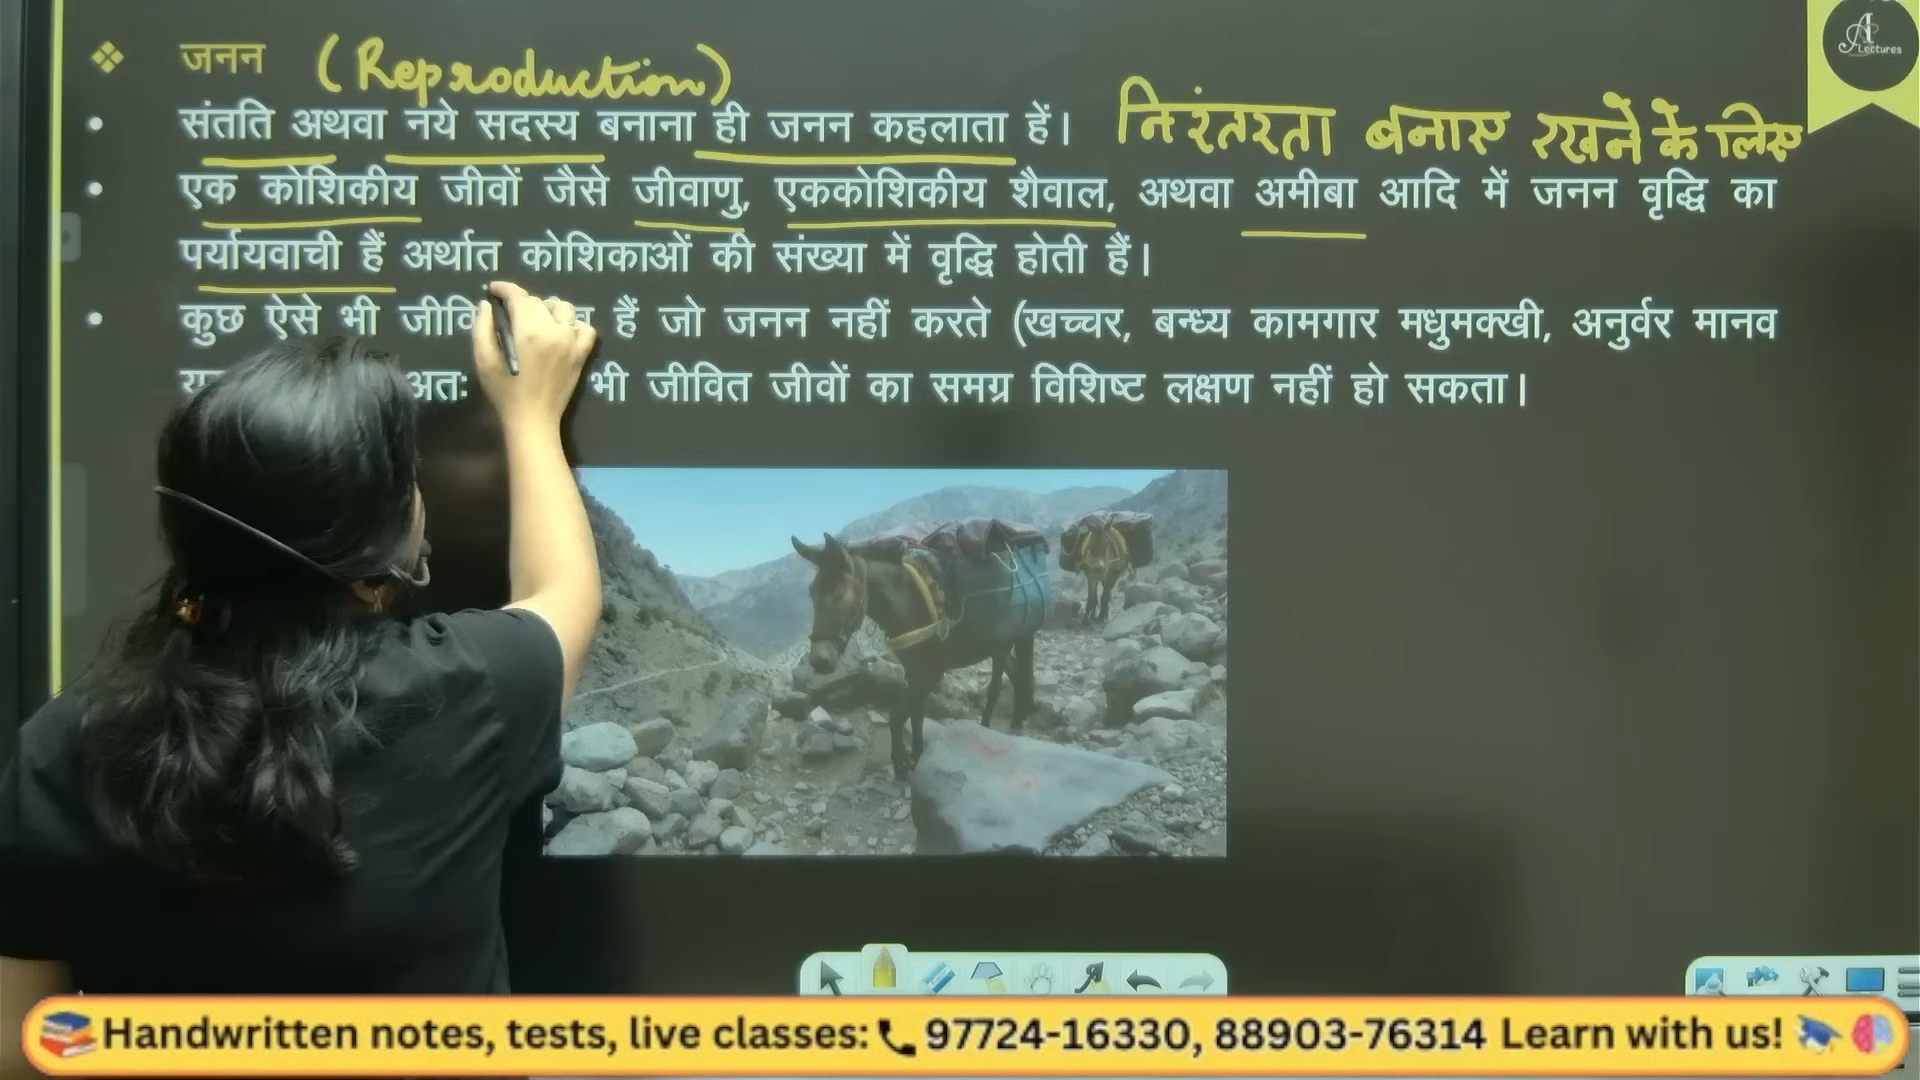 ❖ जनन (Reproduction)
• संतति अथवा नये सदस्य बनाना ही जनन कहलाता हें। निरंतरता बनाए रखने के लिए
• एक कोशिकीय जीवों जैसे जीवाणु, एककोशिकीय शैवाल, अथवा अमीबा आदि में जनन वृद्धि का
पर्यायवाची हैं अर्थात कोशिकाओं की संख्या में वृद्धि होती हैं।
• कुछ ऐसे भी हैं जो जनन नहीं करते (खच्चर, बन्ध्य कामगार मधुमक्खी, अनुर्वर मानव
अतः भी जीवित जीवों का समग्र विशिष्ट लक्षण नहीं हो सकता।
A Lectures
Handwritten notes, tests, live classes: 97724-16330, 88903-76314 Learn with us!